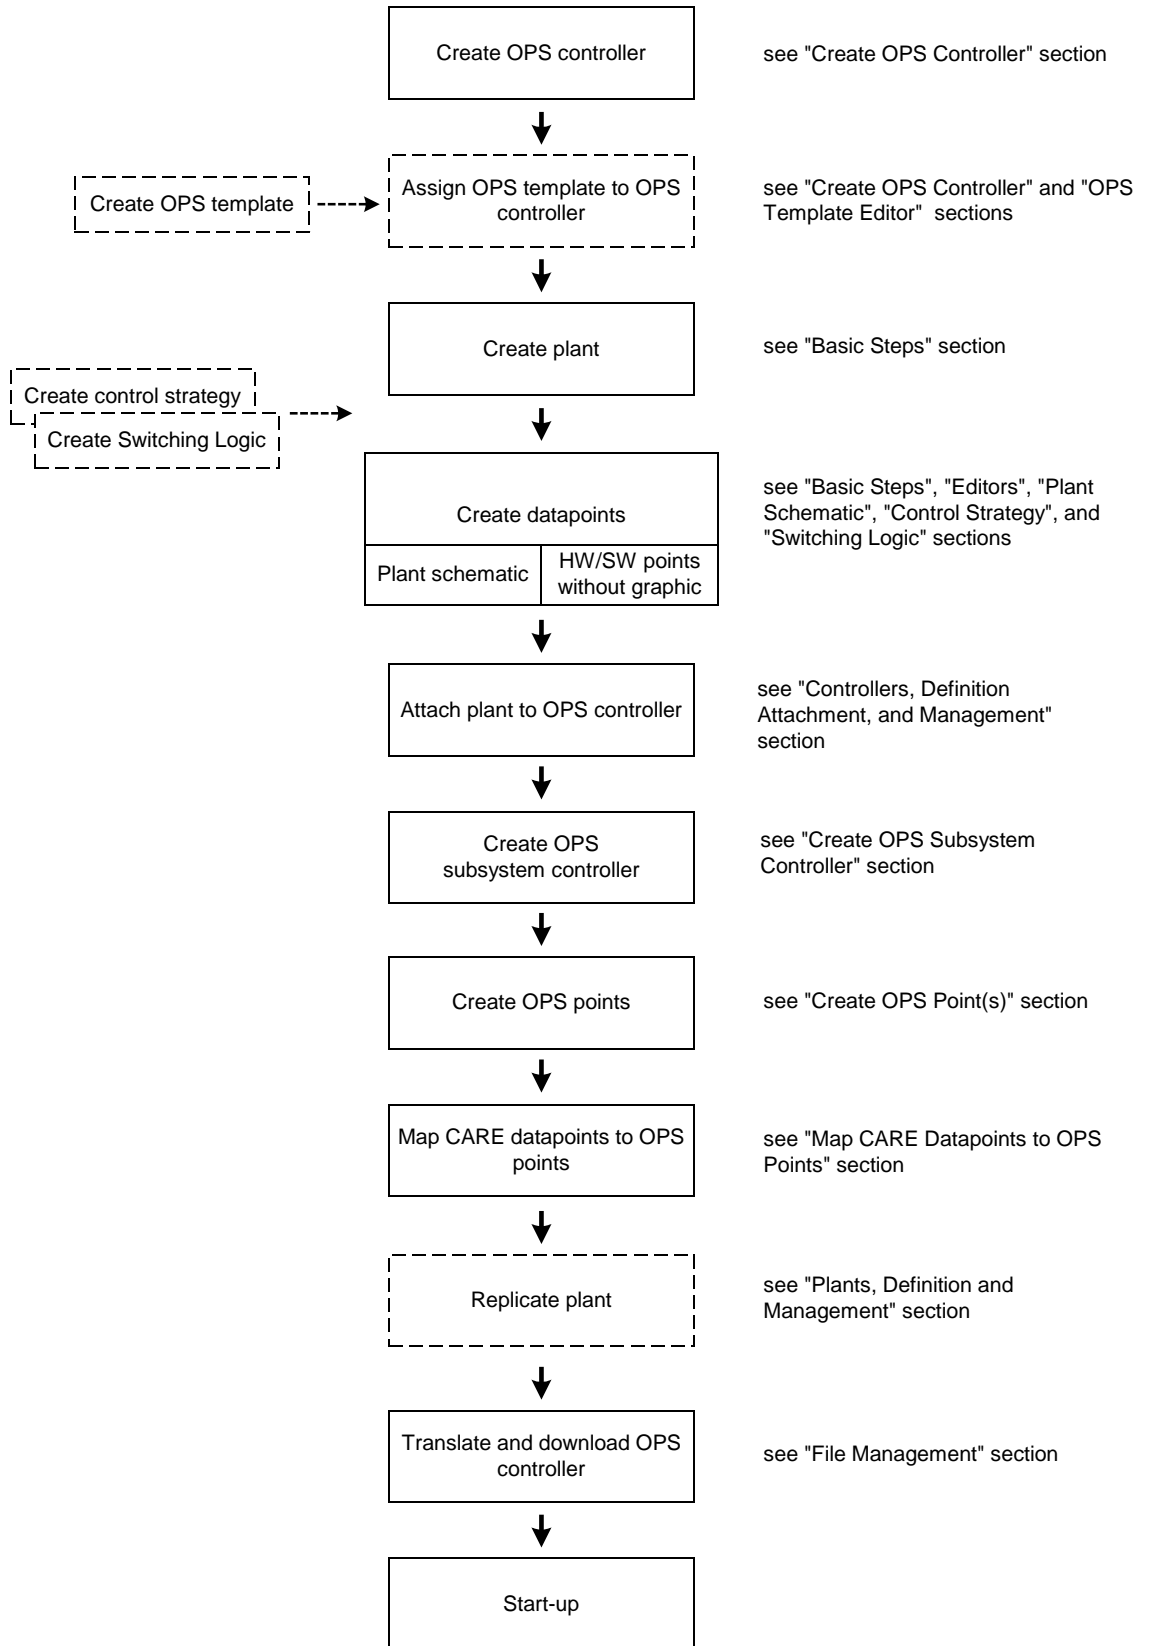 Create OPS controller
see "Create OPS Controller" section
Create OPS template
Assign OPS template to OPS
controller
see "Create OPS Controller" and "OPS
Template Editor"  sections
Create plant
see "Basic Steps" section
Create control strategy
Create Switching Logic
Create datapoints
Plant schematic
HW/SW points
without graphic
see "Basic Steps", "Editors", "Plant
Schematic", "Control Strategy", and
"Switching Logic" sections
Attach plant to OPS controller
see "Controllers, Definition
Attachment, and Management"
section
Create OPS
subsystem controller
see "Create OPS Subsystem
Controller" section
Create OPS points
see "Create OPS Point(s)" section
Map CARE datapoints to OPS
points
see "Map CARE Datapoints to OPS
Points" section
Replicate plant
see "Plants, Definition and
Management" section
Translate and download OPS
controller
see "File Management" section
Start-up